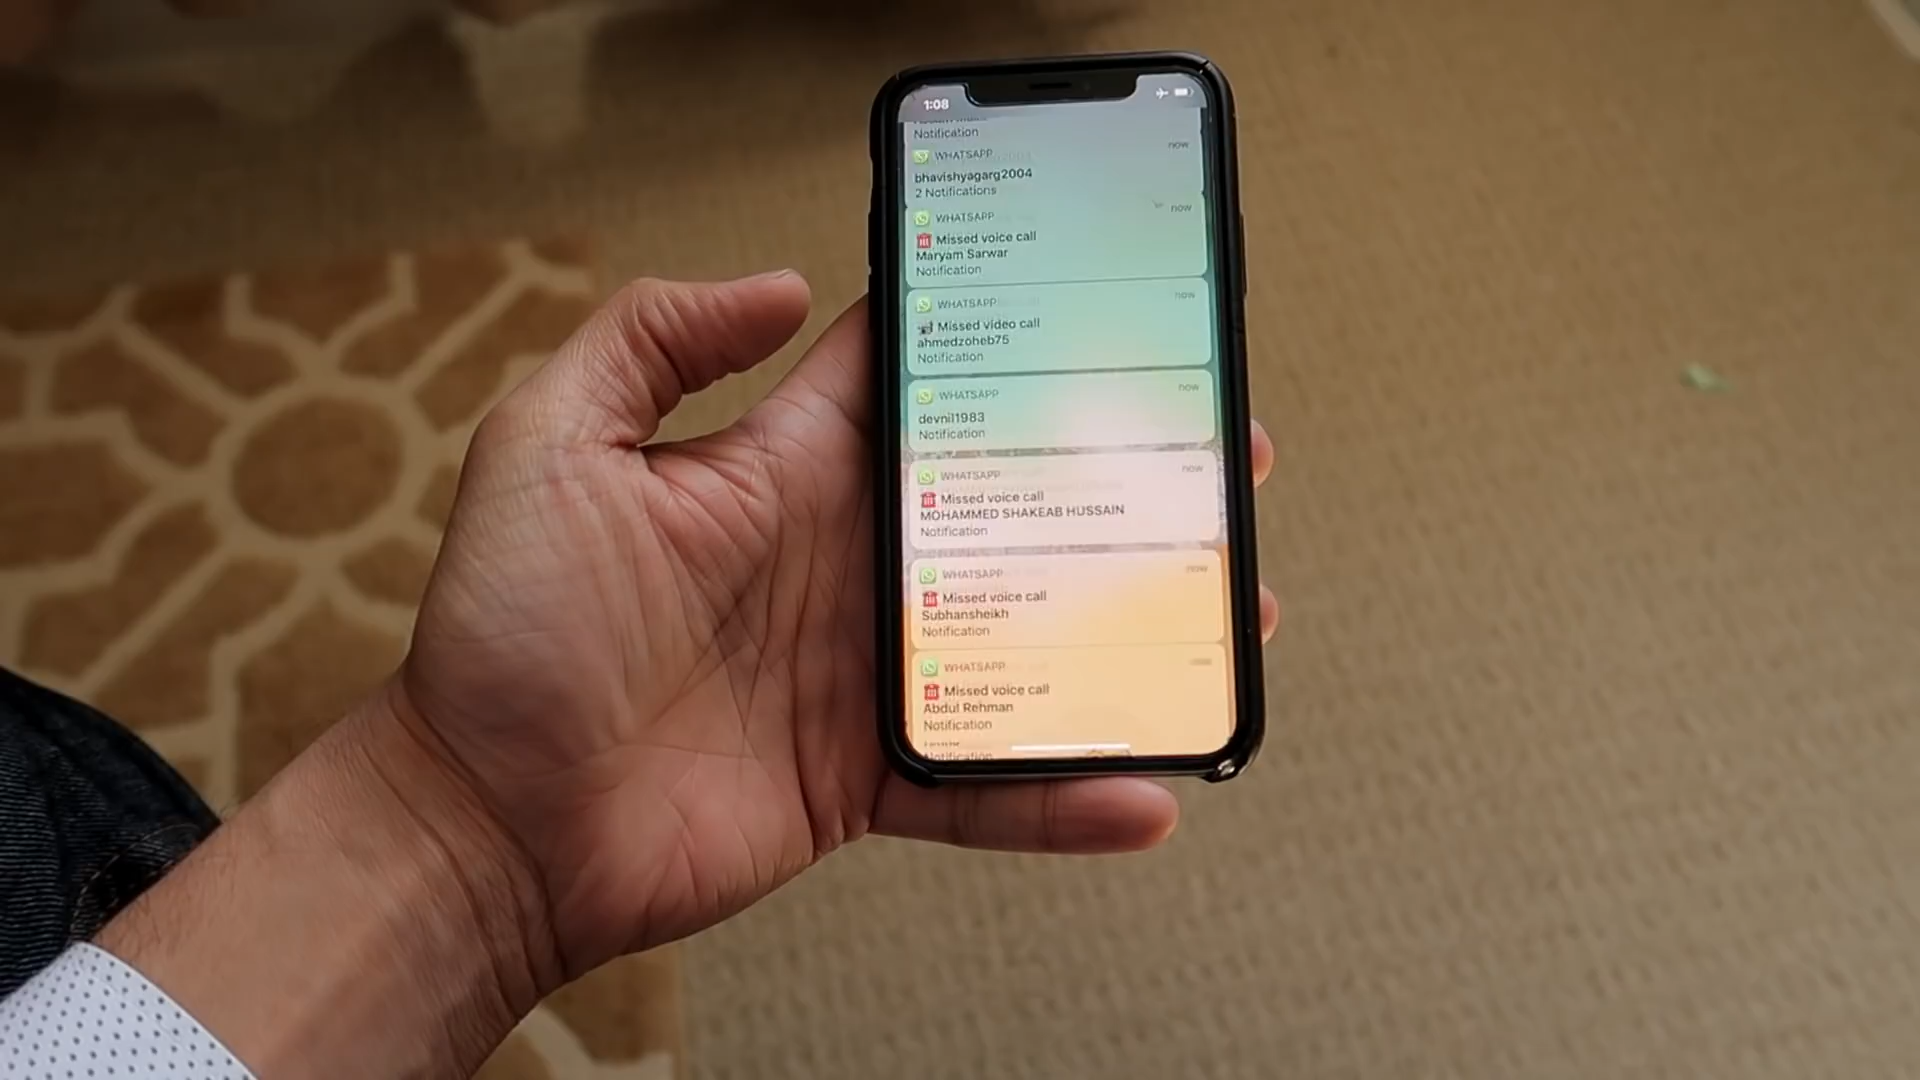 1:08
Notification
WHATSAPP now
bhavishyagarg2004
2 Notifications
WHATSAPP now
Missed voice call
Maryam Sarwar
Notification
WHATSAPP now
Missed video call
ahmedzoheb75
Notification
WHATSAPP now
devnil1983
Notification
WHATSAPP now
Missed voice call
MOHAMMED SHAKEAB HUSSAIN
Notification
WHATSAPP now
Missed voice call
Subhansheikh
Notification
WHATSAPP
Missed voice call
Abdul Rehman
Notification
Notification